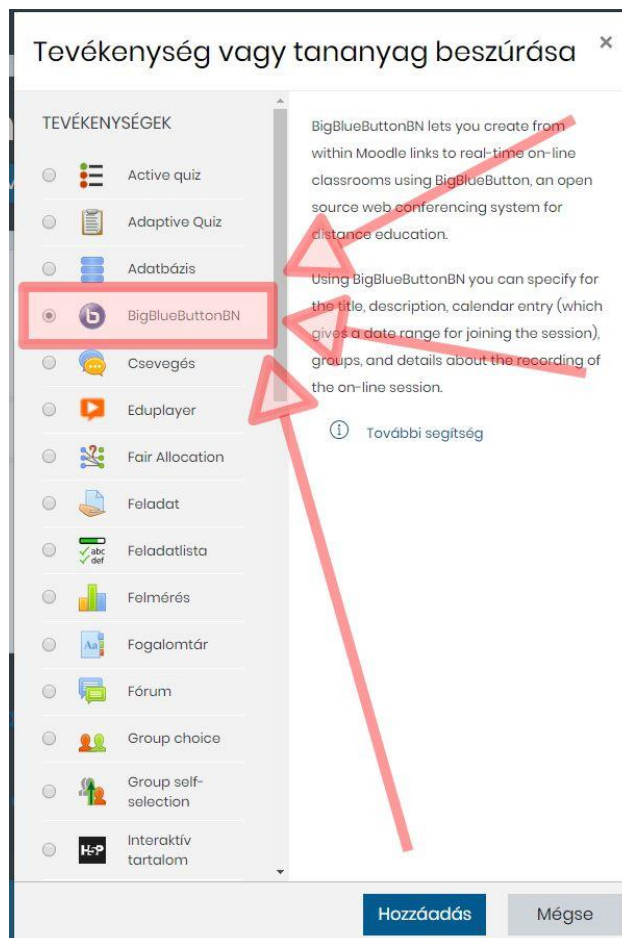 Tevékenység vagy tananyag beszúrása ×
TEVÉKENYSÉGEK
Active quiz
Adaptive Quiz
Adatbázis
BigBlueButtonBN
Csevegés
Eduplayer
Fair Allocation
Feladat
abc
def
Feladatlista
Felmérés
Aa
Fogalomtár
Fórum
Group choice
Group self-
selection
H5P
Interaktív
tartalom
BigBlueButtonBN lets you create from
within Moodle links to real-time on-line
classrooms using BigBlueButton, an open
source web conferencing system for
distance education.
Using BigBlueButtonBN you can specify for
the title, description, calendar entry (which
gives a date range for joining the session),
groups, and details about the recording of
the on-line session.
További segítség
Hozzáadás
Mégse